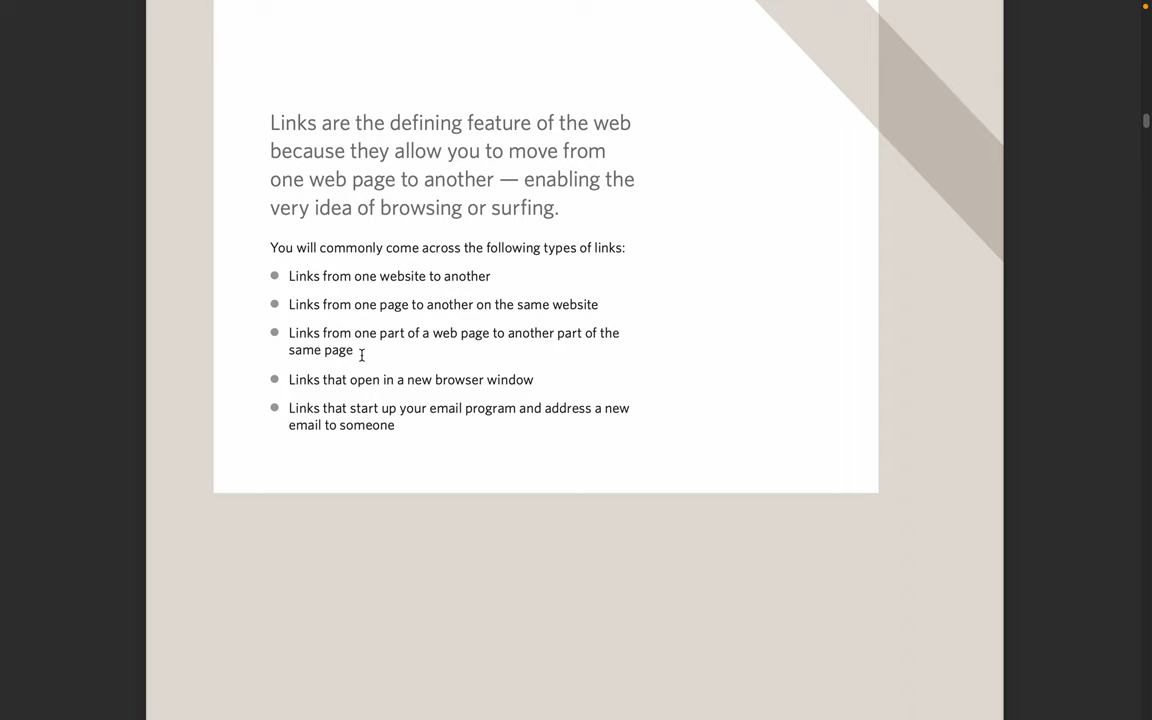 Links are the defining feature of the web
because they allow you to move from
one web page to another — enabling the
very idea of browsing or surfing.
You will commonly come across the following types of links:
Links from one website to another
Links from one page to another on the same website
Links from one part of a web page to another part of the
same page
Links that open in a new browser window
Links that start up your email program and address a new
email to someone